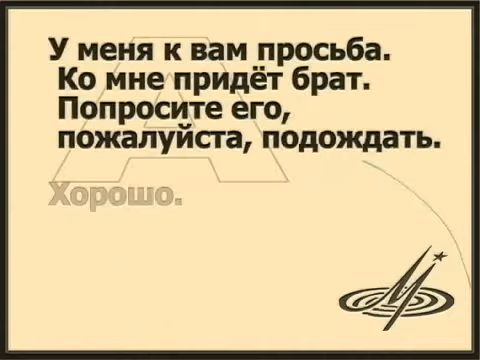 У меня к вам просьба.
Ко мне придёт брат.
Попросите его,
пожалуйста, подождать.
Хорошо.